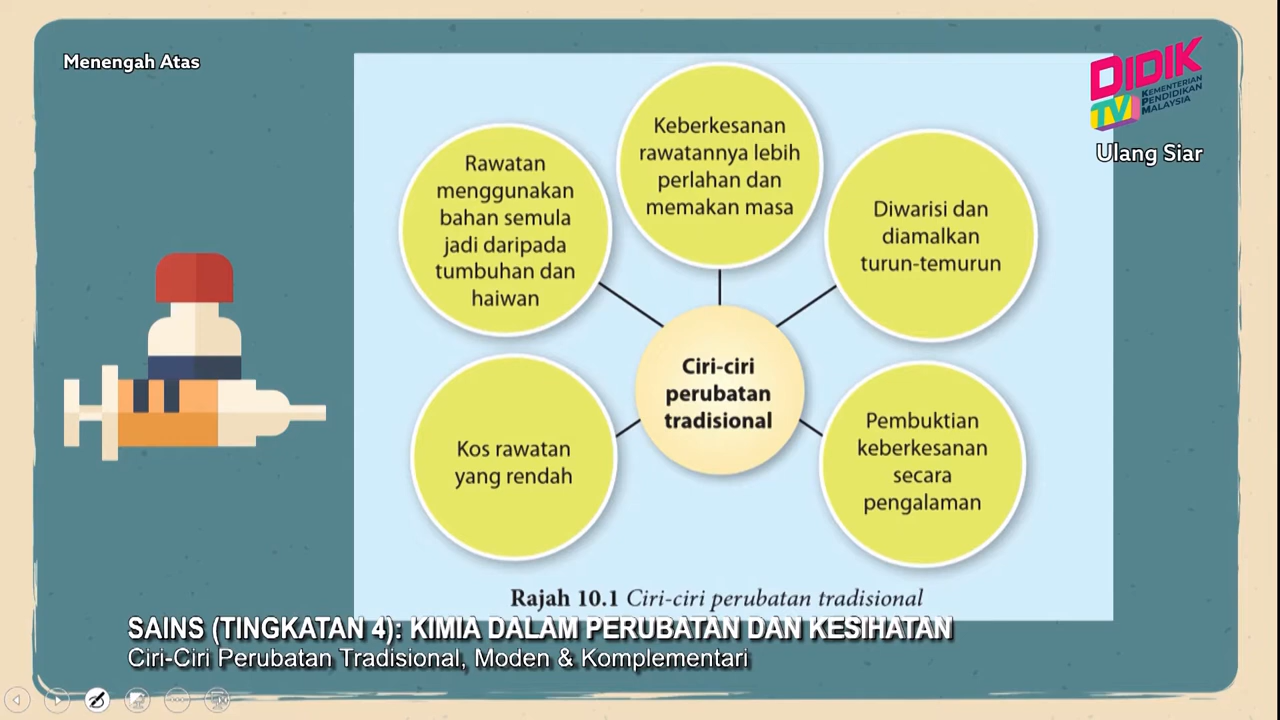 Menengah Atas
DIDIK
TV
KEMENTERIAN
PENDIDIKAN
MALAYSIA
Ulang Siar
Keberkesanan
rawatannya lebih
perlahan dan
memakan masa
Rawatan
menggunakan
bahan semula
jadi daripada
tumbuhan dan
haiwan
Diwarisi dan
diamalkan
turun-temurun
Ciri-ciri
perubatan
tradisional
Kos rawatan
yang rendah
Pembuktian
keberkesanan
secara
pengalaman
Rajah 10.1 Ciri-ciri perubatan tradisional
SAINS (TINGKATAN 4): KIMIA DALAM PERUBATAN DAN KESIHATAN
Ciri-Ciri Perubatan Tradisional, Moden & Komplementari